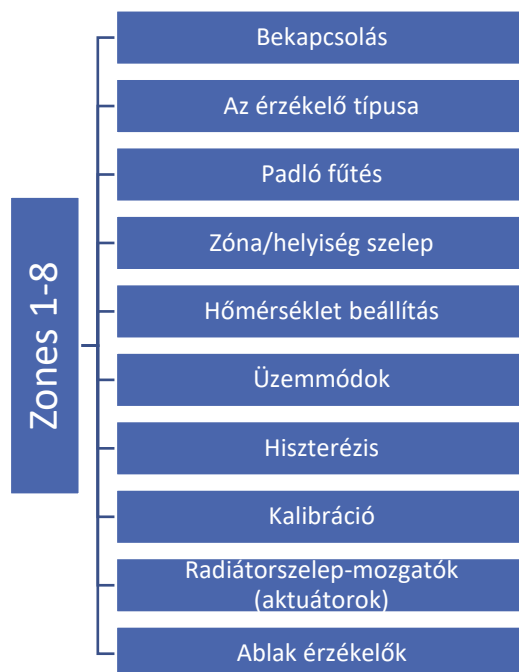 Zones 1-8
Bekapcsolás
Az érzékelő típusa
Padló fűtés
Zóna/helyiség szelep
Hőmérséklet beállítás
Üzemmódok
Hiszterézis
Kalibráció
Radiátorszelep-mozgatók
(aktuátorok)
Ablak érzékelők